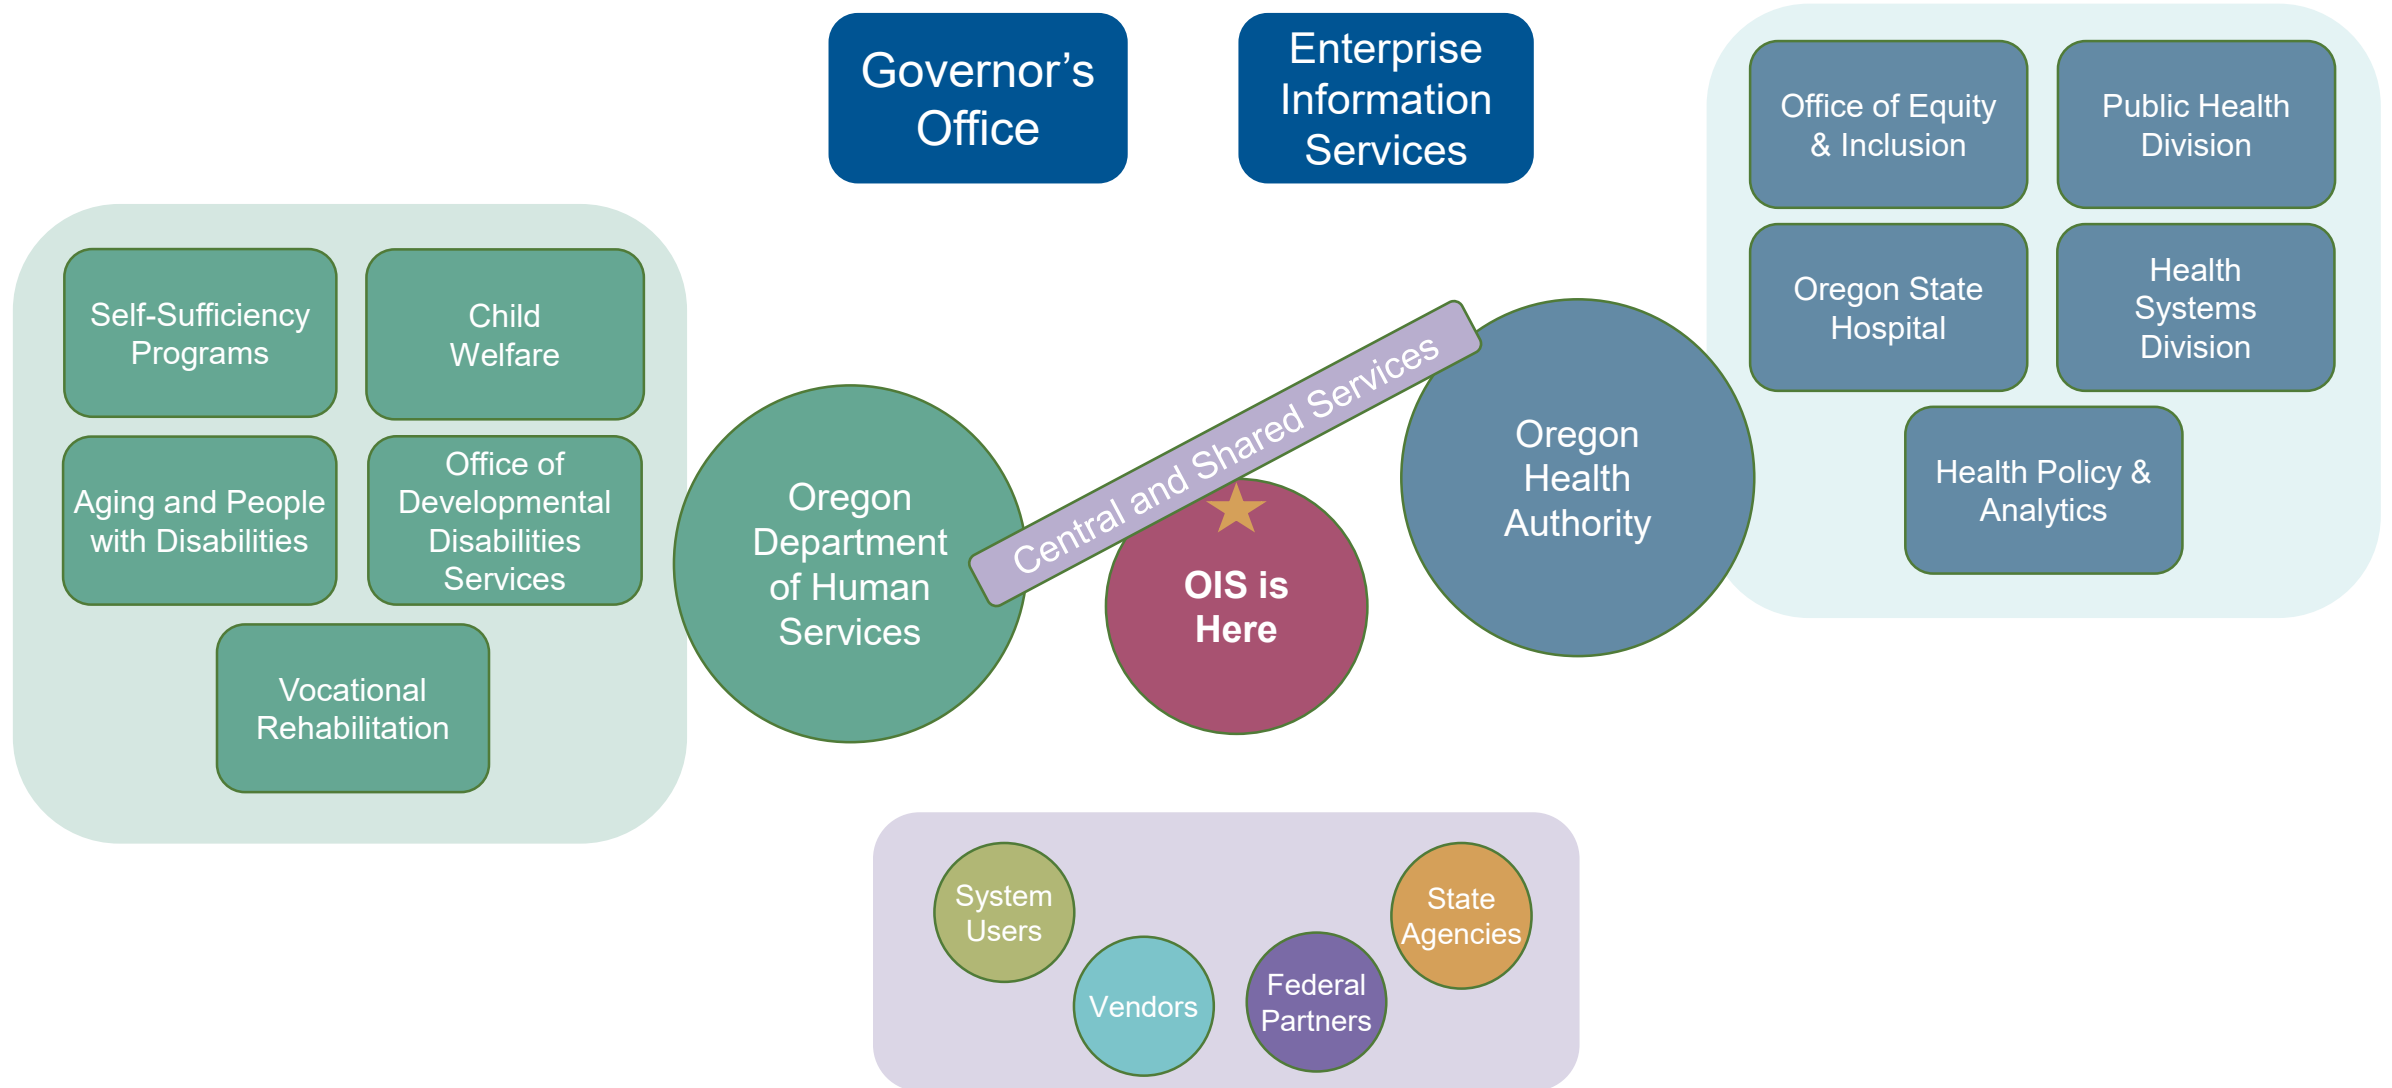 Governor’s
Office
Enterprise
Information
Services
Office of Equity
& Inclusion
Public Health
Division
Oregon State
Hospital
Health
Systems
Division
Health Policy &
Analytics
Self-Sufficiency
Programs
Child
Welfare
Aging and People
with Disabilities
Office of
Developmental
Disabilities
Services
Vocational
Rehabilitation
Oregon
Department
of Human
Services
Central and Shared Services
OIS is
Here
Oregon
Health
Authority
System
Users
Vendors
Federal
Partners
State
Agencies